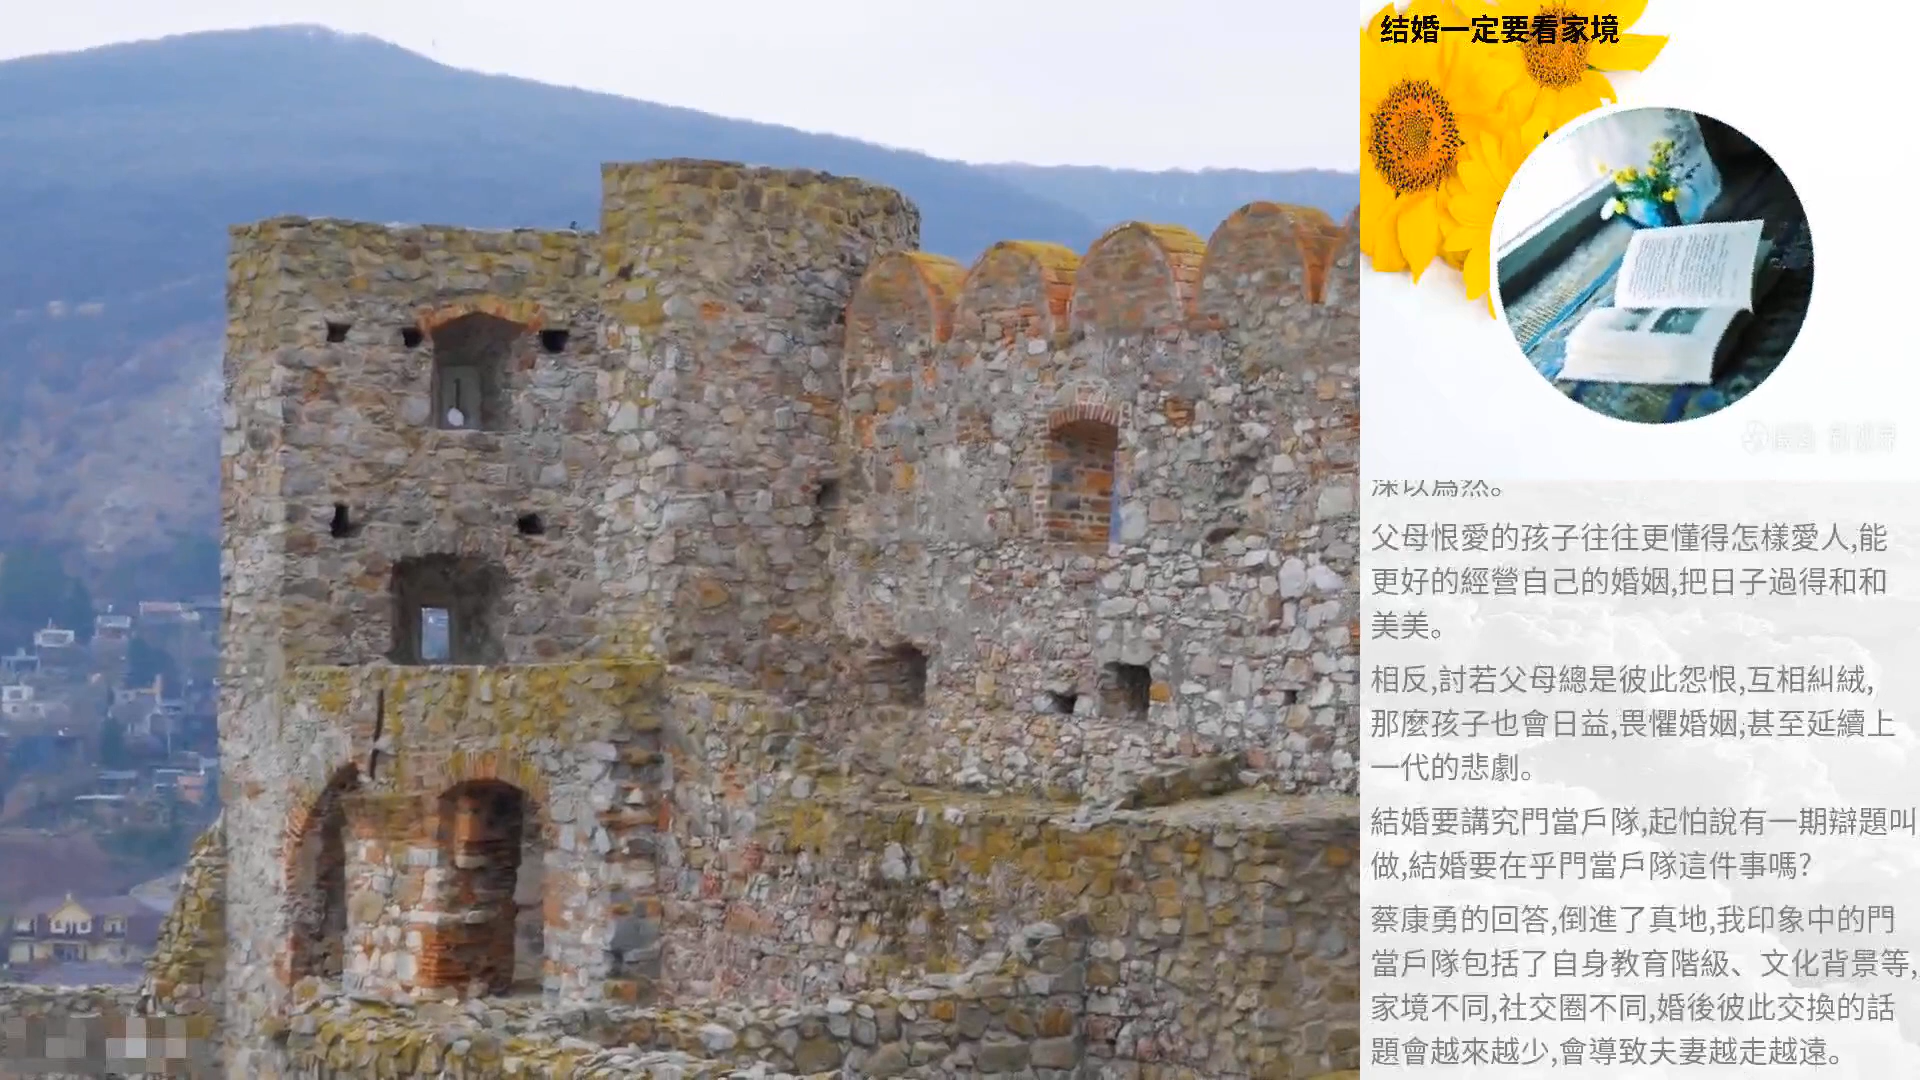 结婚一定要看家境
深以為然。
父母恨愛的孩子往往更懂得怎樣愛人,能
更好的經營自己的婚姻,把日子過得和和
美美。
相反,討若父母總是彼此怨恨,互相糾絨,
那麼孩子也會日益,畏懼婚姻,甚至延續上
一代的悲劇。
結婚要講究門當戶隊,起怕說有一期辯題叫
做,結婚要在乎門當戶隊這件事嗎?
蔡康勇的回答,倒進了真地,我印象中的門
當戶隊包括了自身教育階級、文化背景等,
家境不同,社交圈不同,婚後彼此交換的話
題會越來越少,會導致夫妻越走越遠。